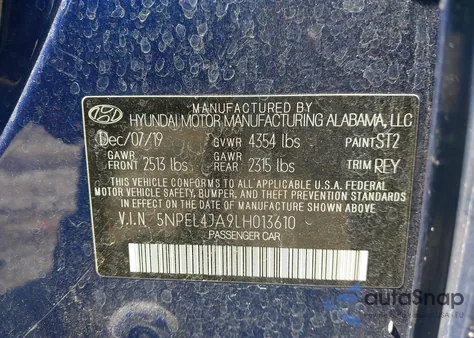 MANUFACTURED BY
HYUNDAI MOTOR MANUFACTURING ALABAMA, LLC
Dec/07/19 GVWR 4354 lbs PAINT ST2
GAWR FRONT 2513 lbs GAWR REAR 2315 lbs TRIM REY
THIS VEHICLE CONFORMS TO ALL APPLICABLE U.S.A. FEDERAL
MOTOR VEHICLE SAFETY, BUMPER, AND THEFT PREVENTION STANDARDS
IN EFFECT ON THE DATE OF MANUFACTURE SHOWN ABOVE.
V.I.N 5NPEL4JA9LH013610
PASSENGER CAR
autoSnap